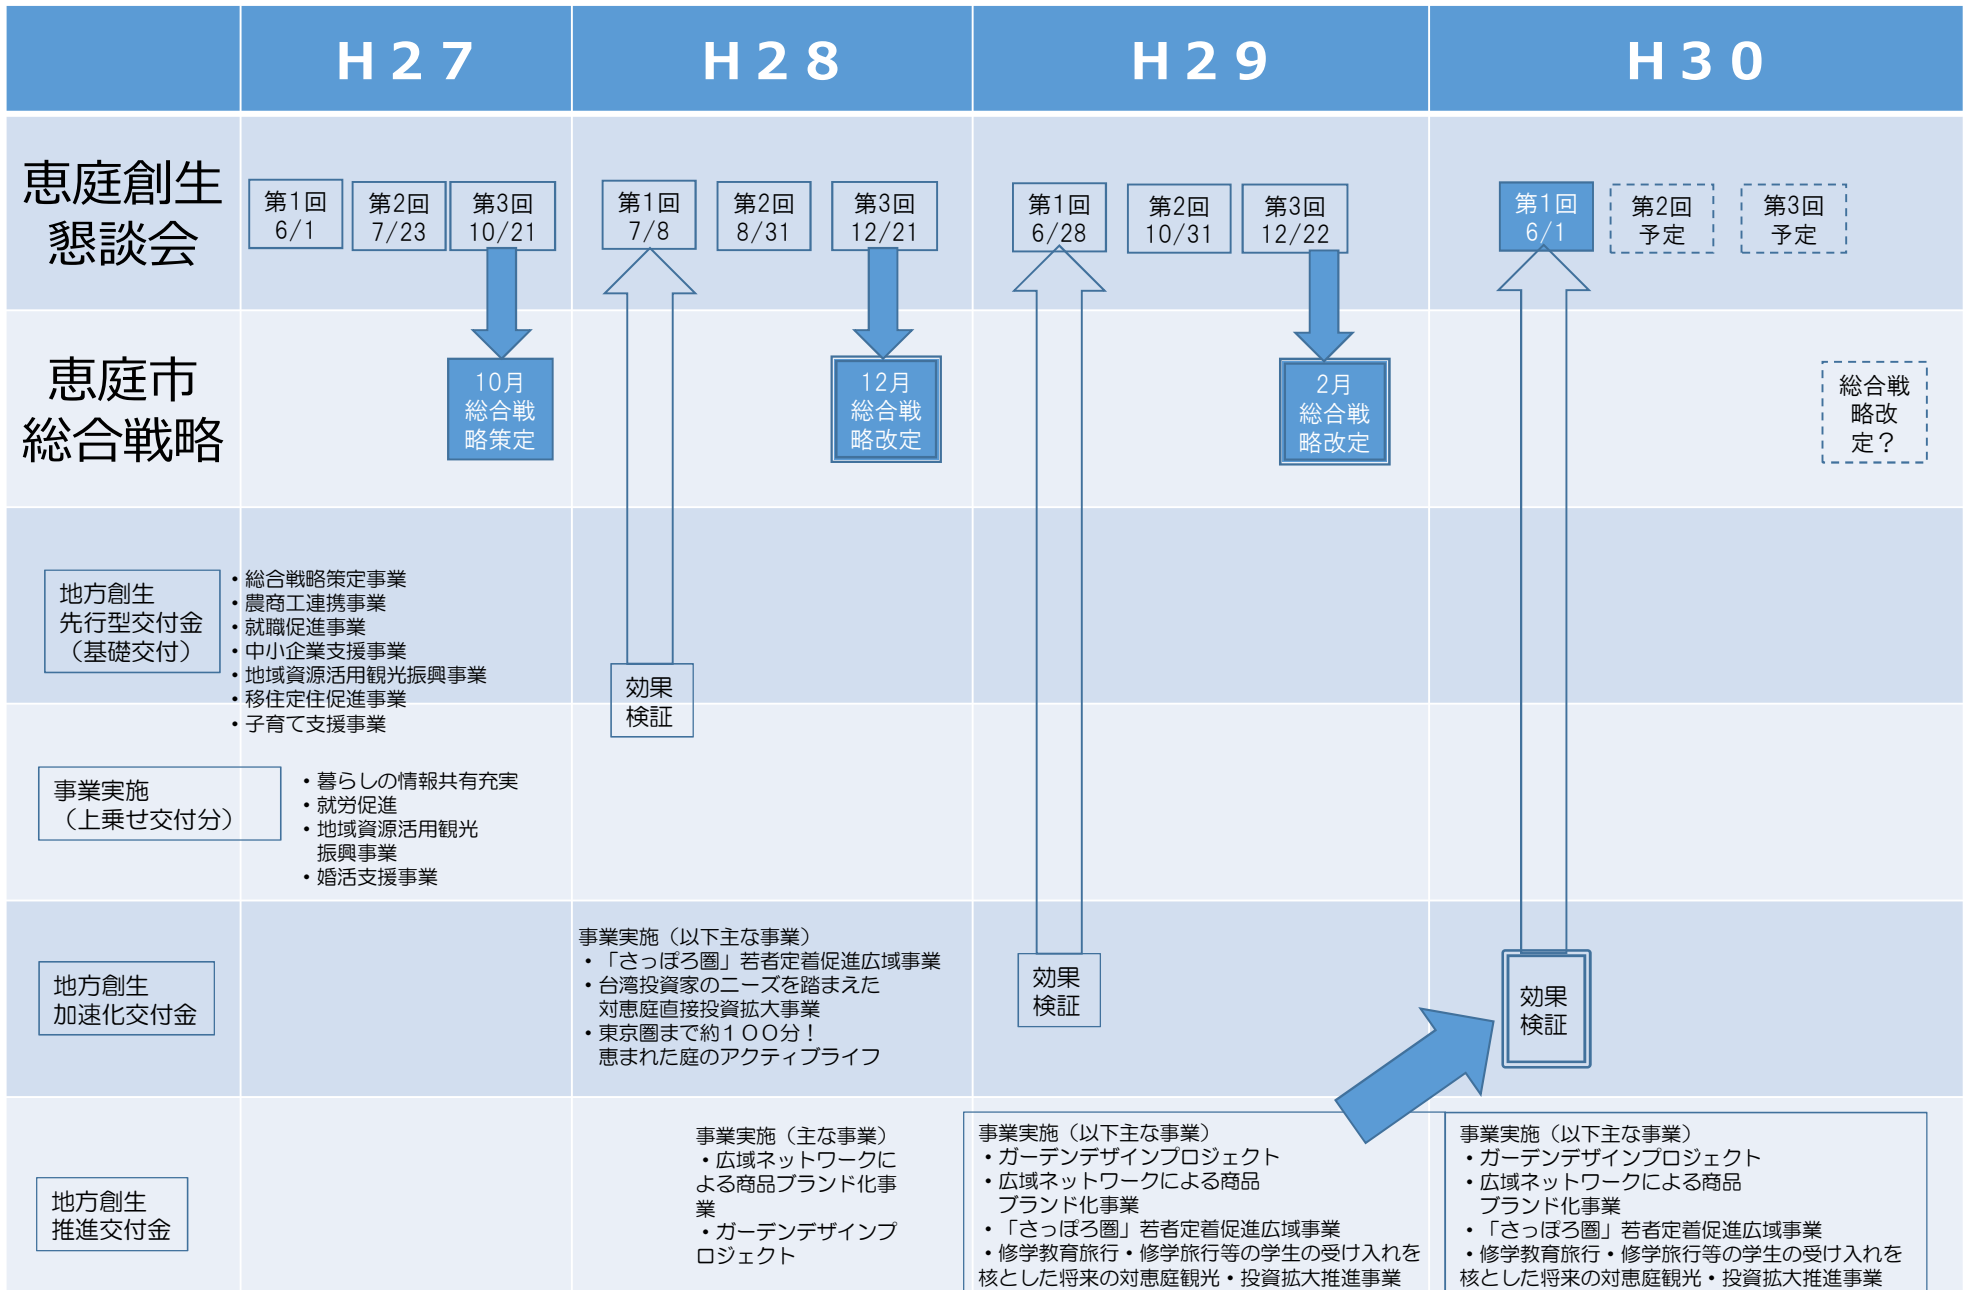 H27
H28
H29
H30
恵庭創生
懇談会
第1回
6/1
第2回
7/23
第3回
10/21
第1回
7/8
第2回
8/31
第3回
12/21
第1回
6/28
第2回
10/31
第3回
12/22
第1回
6/1
第2回
予定
第3回
予定
恵庭市
総合戦略
10月
総合戦
略策定
12月
総合戦
略改定
2月
総合戦
略改定
総合戦
略改
定？
地方創生
先行型交付金
（基礎交付）
・総合戦略策定事業
・農商工連携事業
・就職促進事業
・中小企業支援事業
・地域資源活用観光振興事業
・移住定住促進事業
・子育て支援事業
効果
検証
事業実施
（上乗せ交付分）
・暮らしの情報共有充実
・就労促進
・地域資源活用観光
振興事業
・婚活支援事業
地方創生
加速化交付金
事業実施（以下主な事業）
・「さっぽろ圏」若者定着促進広域事業
・台湾投資家のニーズを踏まえた
対恵庭直接投資拡大事業
・東京圏まで約１００分！
恵まれた庭のアクティブライフ
効果
検証
効果
検証
地方創生
推進交付金
事業実施（主な事業）
・広域ネットワークに
よる商品ブランド化事
業
・ガーデンデザインプ
ロジェクト
事業実施（以下主な事業）
・ガーデンデザインプロジェクト
・広域ネットワークによる商品
ブランド化事業
・「さっぽろ圏」若者定着促進広域事業
・修学教育旅行・修学旅行等の学生の受け入れを
核とした将来の対恵庭観光・投資拡大推進事業
事業実施（以下主な事業）
・ガーデンデザインプロジェクト
・広域ネットワークによる商品
ブランド化事業
・「さっぽろ圏」若者定着促進広域事業
・修学教育旅行・修学旅行等の学生の受け入れを
核とした将来の対恵庭観光・投資拡大推進事業